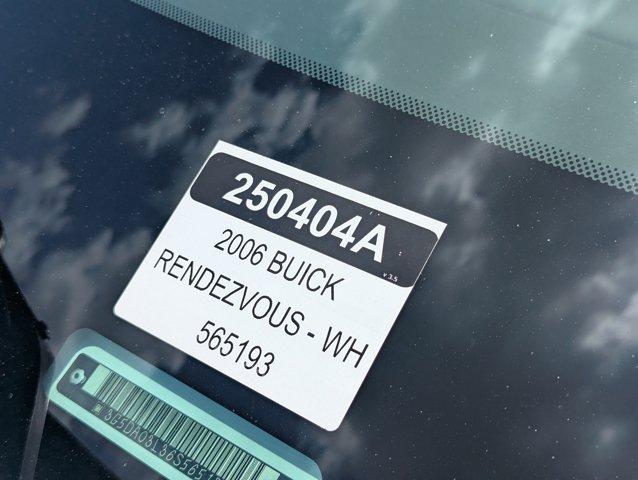 250404A
v 3.5
2006 BUICK
RENDEZVOUS - WH
565193